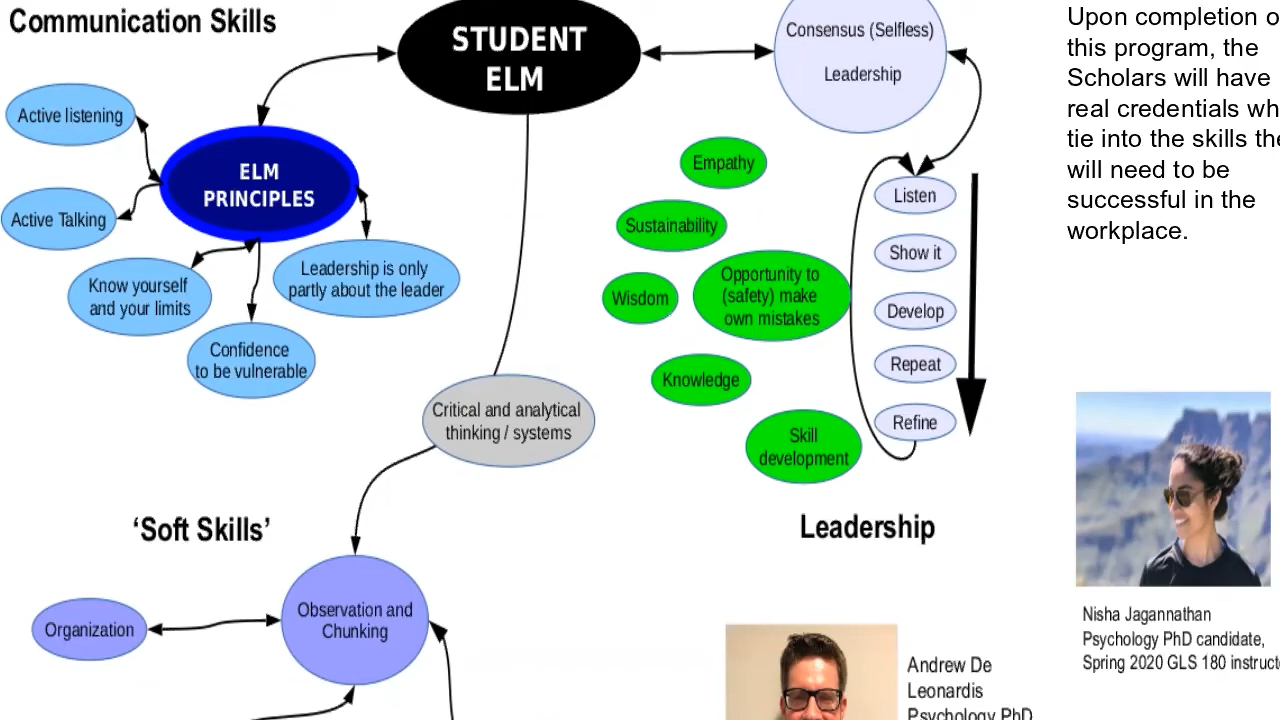 Communication Skills
STUDENT
ELM
Consensus (Selfless)
Leadership
Upon completion o
this program, the
Scholars will have
real credentials wh
tie into the skills the
will need to be
successful in the
workplace.
Active listening
ELM
PRINCIPLES
Active Talking
Know yourself
and your limits
Leadership is only
partly about the leader
Confidence
to be vulnerable
Empathy
Sustainability
Wisdom
Opportunity to
(safety) make
own mistakes
Knowledge
Skill
development
Listen
Show it
Develop
Repeat
Refine
Critical and analytical
thinking / systems
'Soft Skills'
Leadership
Organization
Observation and
Chunking
Nisha Jagannathan
Psychology PhD candidate,
Spring 2020 GLS 180 instructo
Andrew De
Leonardis
Psychology PhD